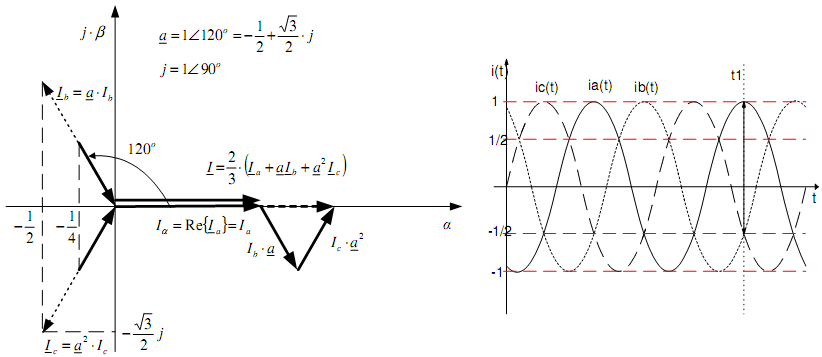 j·β
a = 1∠120° = -1/2 + √3/2 · j
j = 1∠90°
I_b = a · I_b
120°
I = 2/3 · (I_a + aI_b + a²I_c)
-1/2
-1/4
I_α = Re{I_a} = I_a
α
I_b · a
I_c · a²
I_c = a² · I_c
-√3/2 j
i(t)
t1
ic(t)
ia(t)
ib(t)
1
1/2
t
-1/2
-1